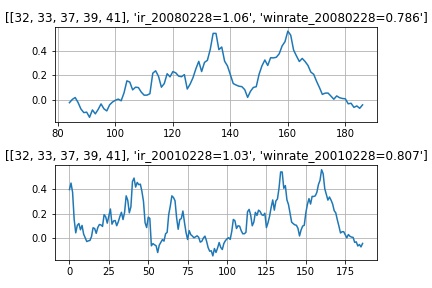 [[32, 33, 37, 39, 41], 'ir_20080228=1.06', 'winrate_20080228=0.786']
0.4
0.2
0.0
80 100 120 140 160 180
[[32, 33, 37, 39, 41], 'ir_20010228=1.03', 'winrate_20010228=0.807']
0.4
0.2
0.0
0 25 50 75 100 125 150 175